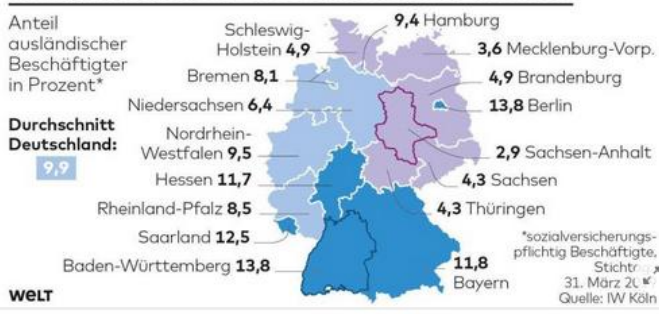 Anteil
ausländischer
Beschäftigter
in Prozent*
Durchschnitt
Deutschland:
9,9
Schleswig-
Holstein 4,9
9,4 Hamburg
3,6 Mecklenburg-Vorp.
Bremen 8,1
4,9 Brandenburg
Niedersachsen 6,4
13,8 Berlin
Nordrhein-
Westfalen 9,5
2,9 Sachsen-Anhalt
Hessen 11,7
4,3 Sachsen
Rheinland-Pfalz 8,5
4,3 Thüringen
Saarland 12,5
Baden-Württemberg 13,8
11,8
Bayern
*sozialversicherungs-
pflichtig Beschäftigte,
31. März
Quelle: IW Köln
WELT